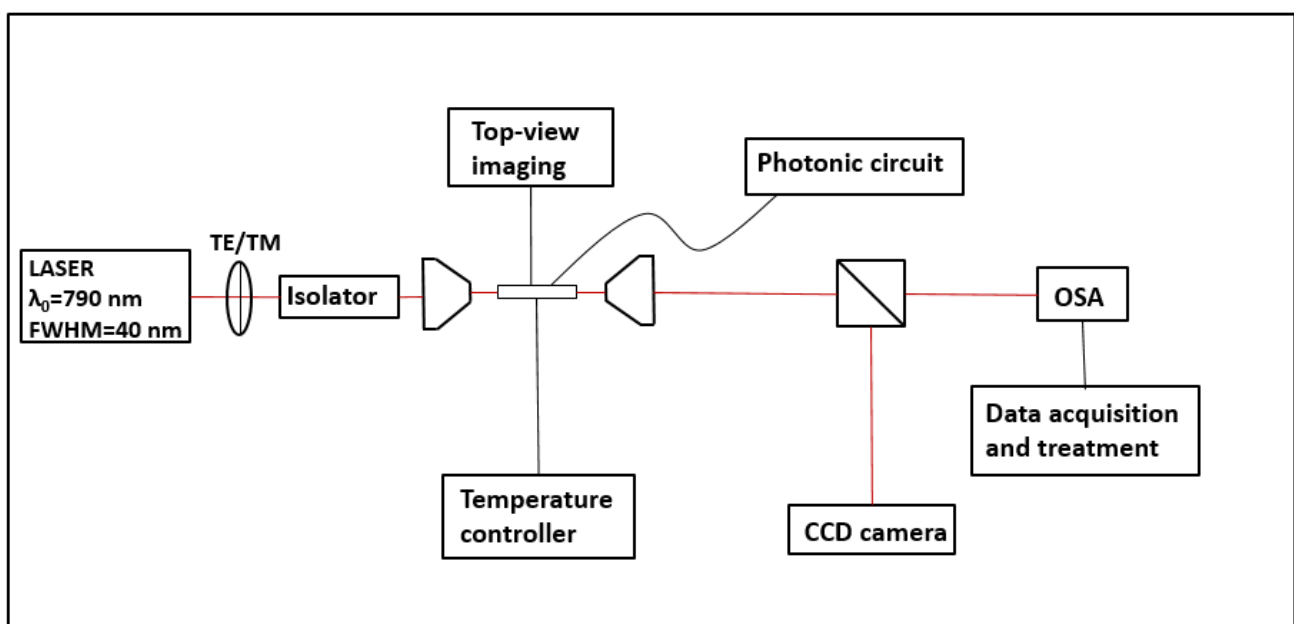 Top-view
imaging
Photonic circuit
TE/TM
LASER
λ₀=790 nm
FWHM=40 nm
Isolator
OSA
Data acquisition
and treatment
Temperature
controller
CCD camera